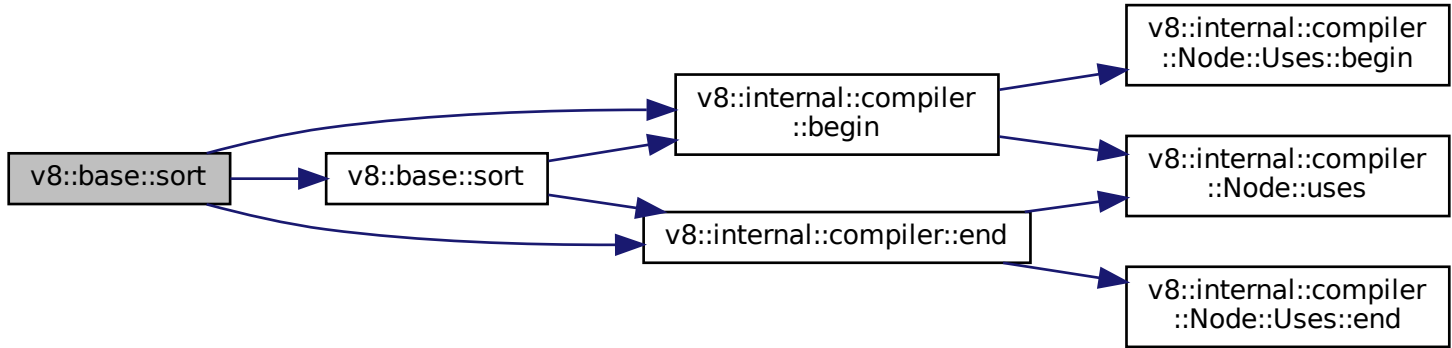 v8::base::sort
v8::base::sort
v8::internal::compiler
::begin
v8::internal::compiler::end
v8::internal::compiler
::Node::Uses::begin
v8::internal::compiler
::Node::uses
v8::internal::compiler
::Node::Uses::end